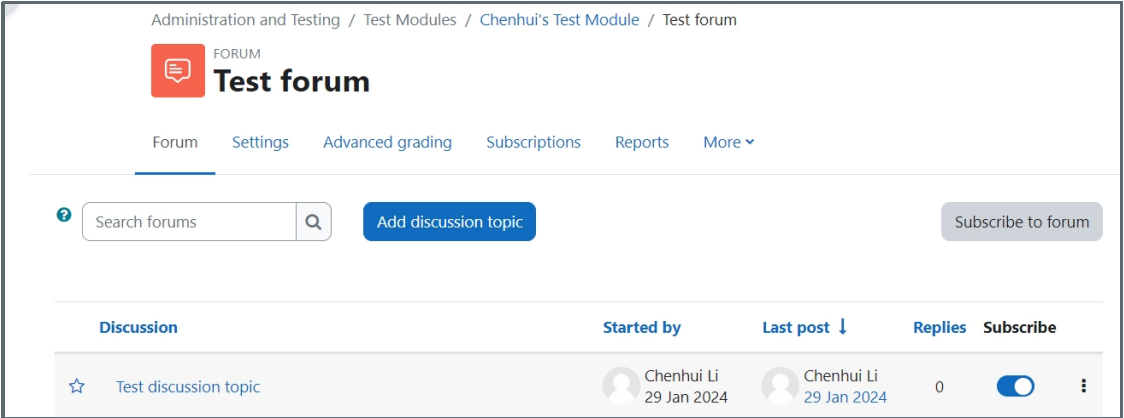 Administration and Testing / Test Modules / Chenhui's Test Module / Test forum
FORUM
Test forum
Forum Settings Advanced grading Subscriptions Reports More
? Search forums Add discussion topic Subscribe to forum
Discussion Started by Last post ↓ Replies Subscribe
Test discussion topic Chenhui Li Chenhui Li 0
29 Jan 2024 29 Jan 2024